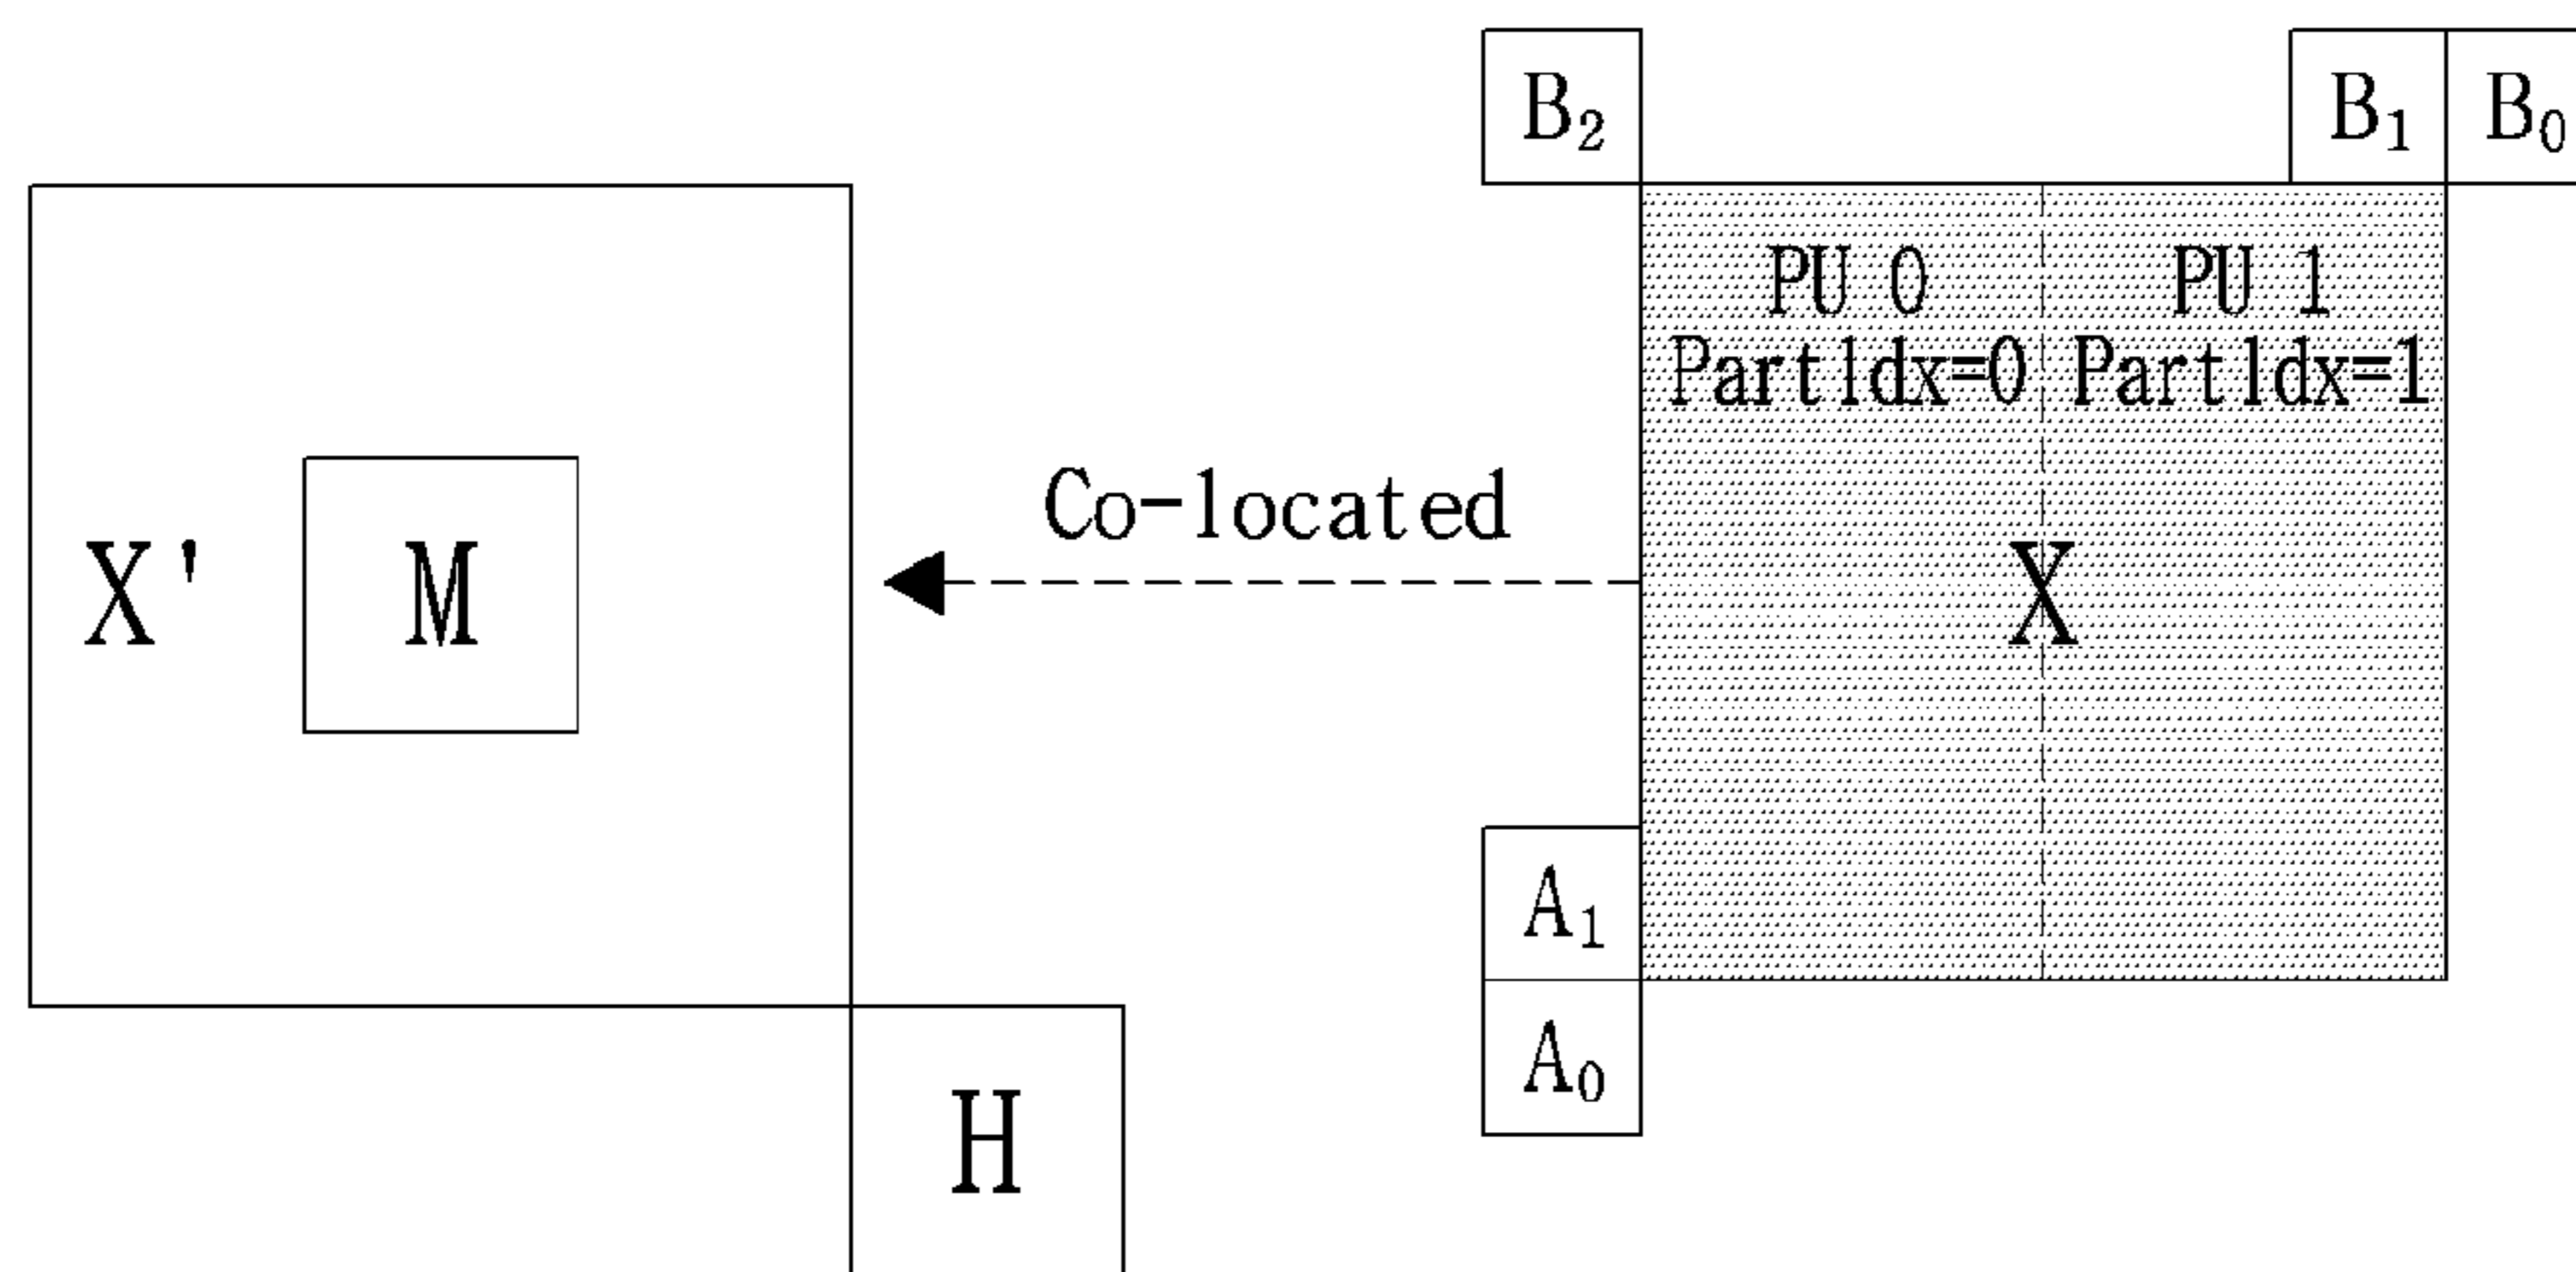 B₂
B₁ B₀
PU 0 PU 1
PartIdx=0 PartIdx=1
Co-located
X' M X
A₁
A₀
H